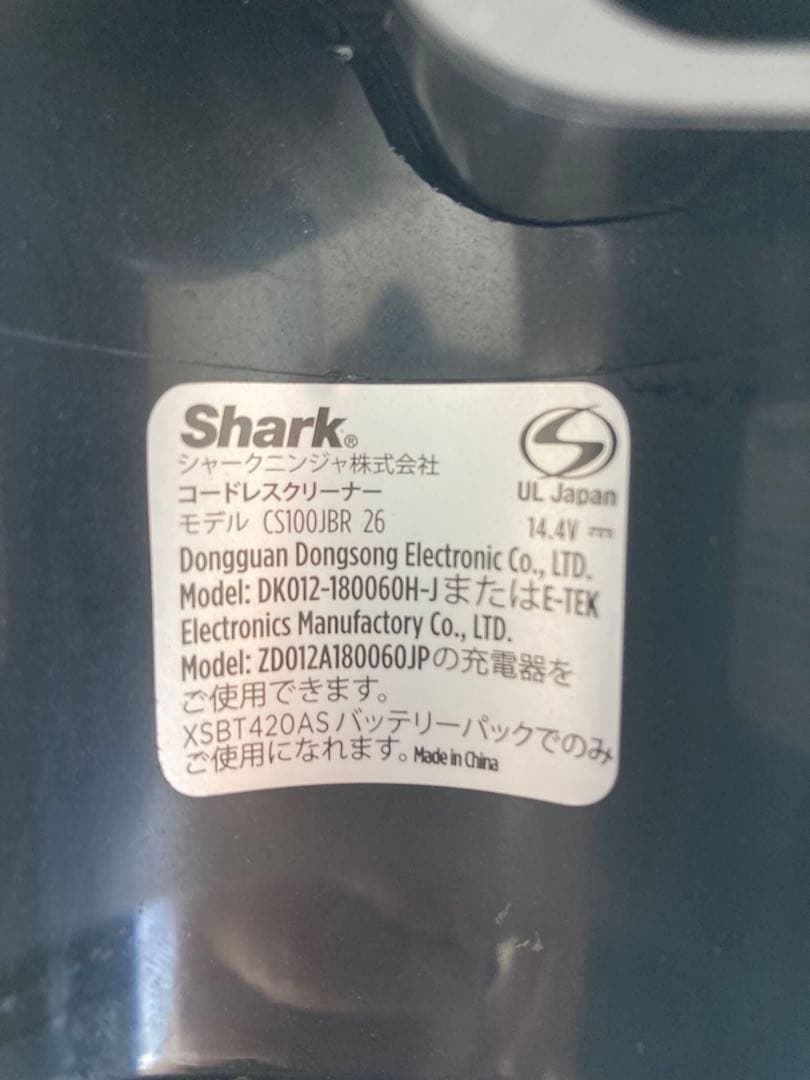 Shark®
シャークニンジャ株式会社
コードレスクリーナー
モデル CS100JBR 26
UL Japan
14.4V ⎓
Dongguan Dongsong Electronic Co., LTD.
Model: DK012-180060H-JまたはE-TEK
Electronics Manufactory Co., LTD.
Model: ZD012A180060JPの充電器を
ご使用できます。
XSBT420ASバッテリーパックでのみ
ご使用になれます。Made in China